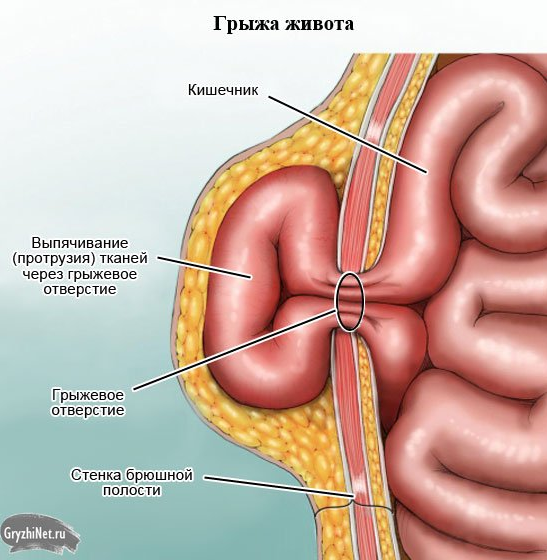 Грыжа живота
Кишечник
Выпячивание
(протрузия) тканей
через грыжевое
отверстие
Грыжевое
отверстие
Стенка брюшной
полости
GryzhiNet.ru